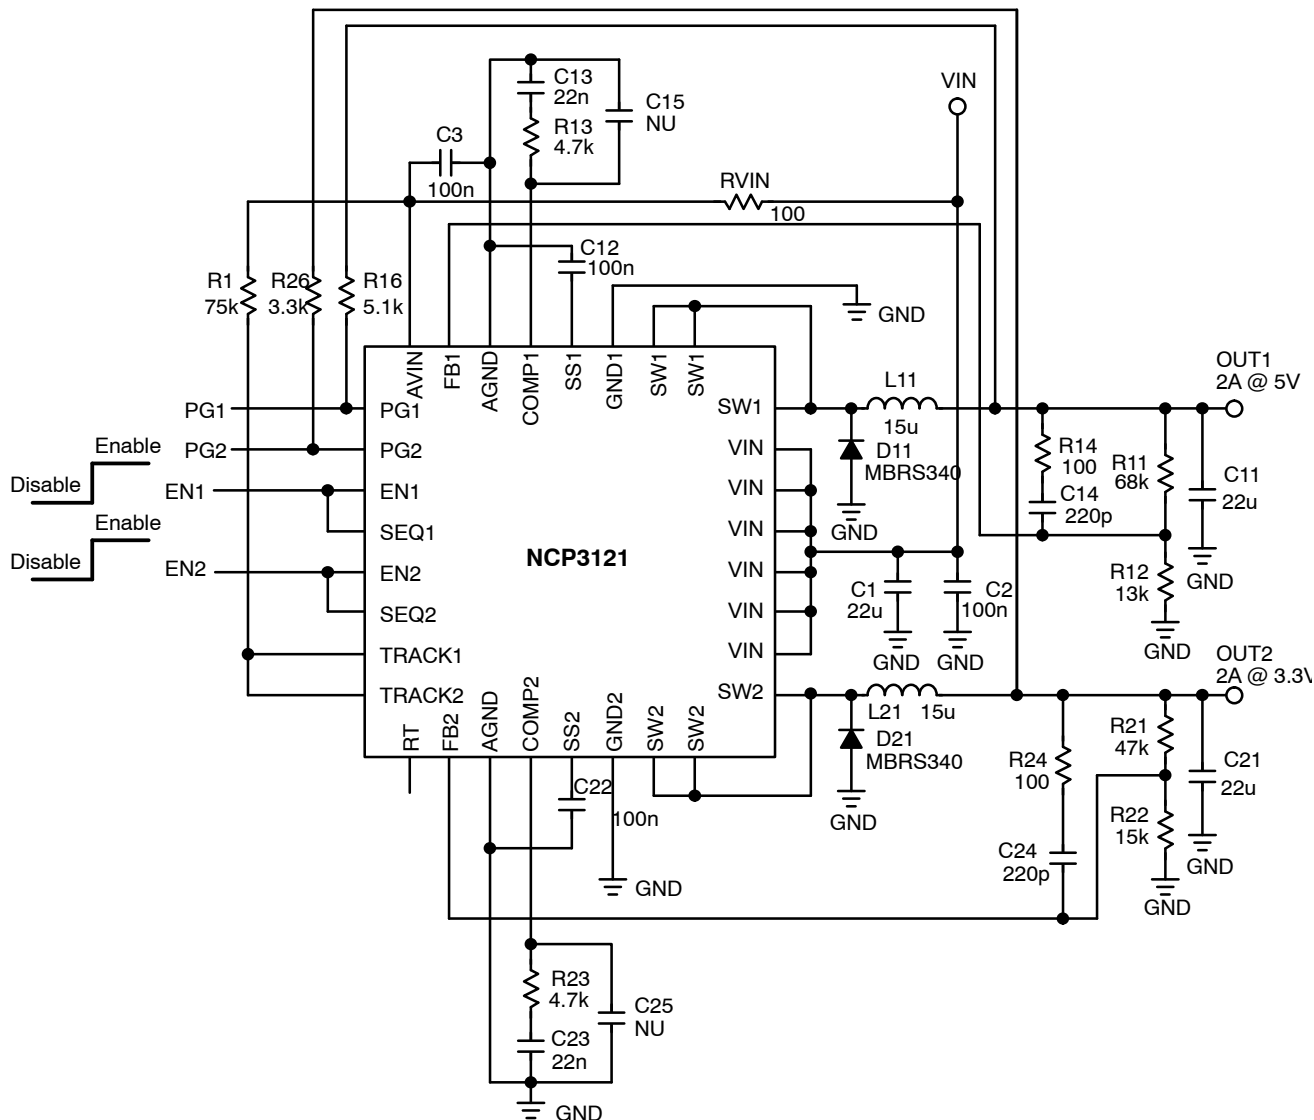 C13
22n
C15
NU
R13
4.7k
VIN
C3
100n
RVIN
100
C12
100n
R1
75k
R26
3.3k
R16
5.1k
GND
AVIN
FB1
AGND
COMP1
SS1
GND1
SW1
SW1
OUT1
2A @ 5V
L11
15u
PG1
PG1
SW1
PG2
PG2
VIN
Enable
Disable
D11
MBRS340
R14
100
R11
68k
C11
22u
EN1
EN1
VIN
C14
220p
GND
SEQ1
VIN
Enable
Disable
NCP3121
EN2
EN2
VIN
C1
22u
C2
100n
R12
13k
GND
SEQ2
VIN
GND
GND
GND
TRACK1
VIN
OUT2
2A @ 3.3V
TRACK2
SW2
L21
15u
RT
FB2
AGND
COMP2
SS2
GND2
SW2
SW2
D21
MBRS340
R24
100
R21
47k
C21
22u
C22
100n
GND
R22
15k
C24
220p
GND
GND
GND
R23
4.7k
C25
NU
C23
22n
GND